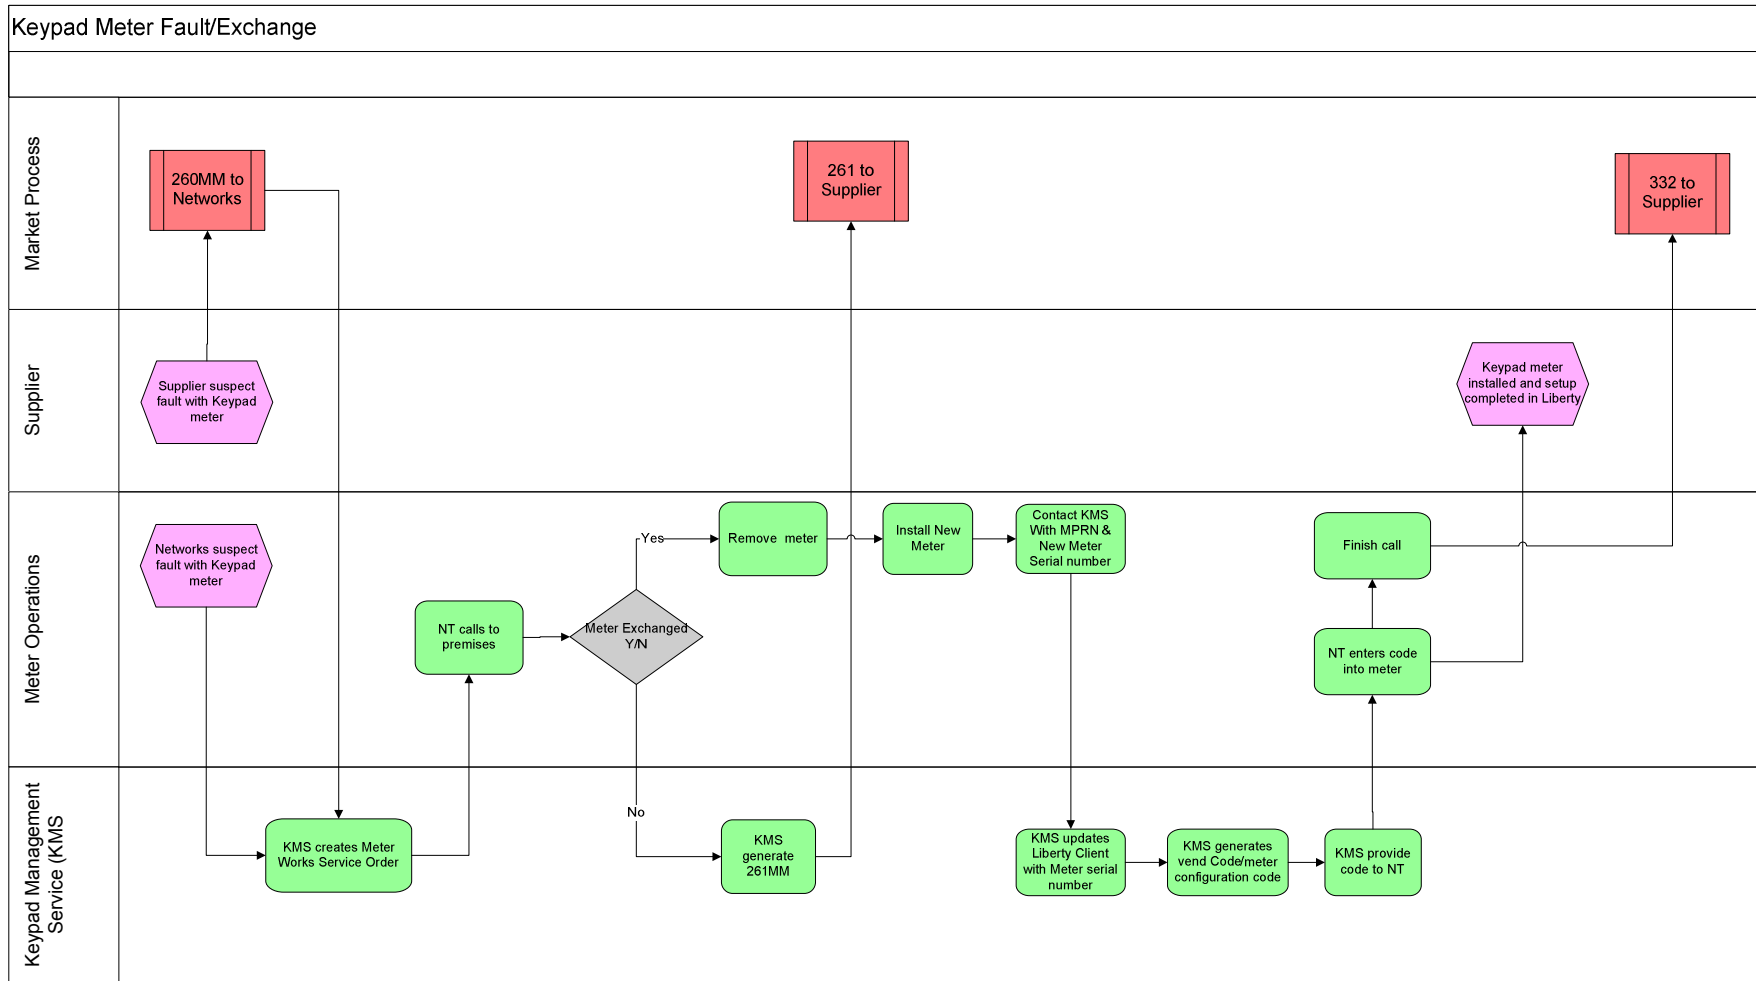 Keypad Meter Fault/Exchange
Market Process
260MM to
Networks
261 to
Supplier
332 to
Supplier
Supplier
Supplier suspect
fault with Keypad
meter
Keypad meter
installed and setup
completed in Liberty
Meter Operations
Networks suspect
fault with Keypad
meter
NT calls to
premises
Meter Exchanged
Y/N
Yes
No
Remove  meter
Install New
Meter
Contact KMS
With MPRN &
New Meter
Serial number
Finish call
NT enters code
into meter
Keypad Management
Service (KMS
KMS creates Meter
Works Service Order
KMS
generate
261MM
KMS updates
Liberty Client
with Meter serial
number
KMS generates
vend Code/meter
configuration code
KMS provide
code to NT